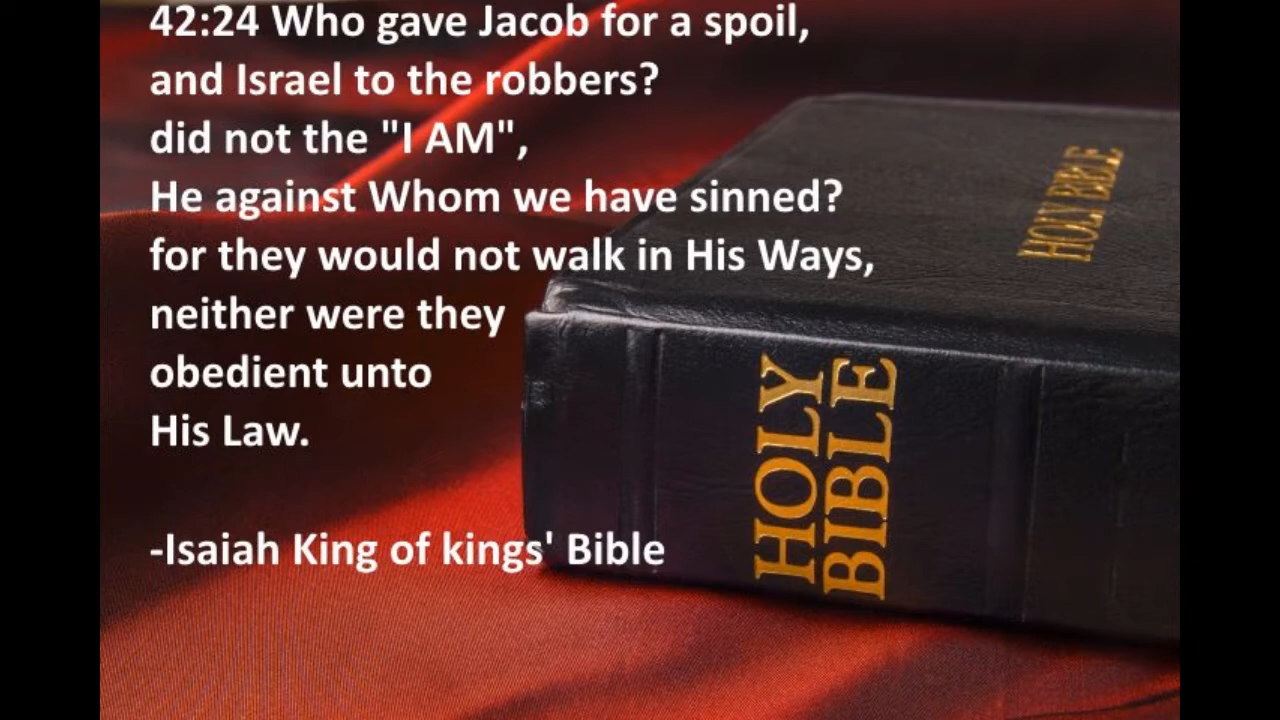 42:24 Who gave Jacob for a spoil,
and Israel to the robbers?
did not the "I AM",
He against Whom we have sinned?
for they would not walk in His Ways,
neither were they
obedient unto
His Law.
-Isaiah King of kings' Bible
HOLY BIBLE
HOLY
BIBLE